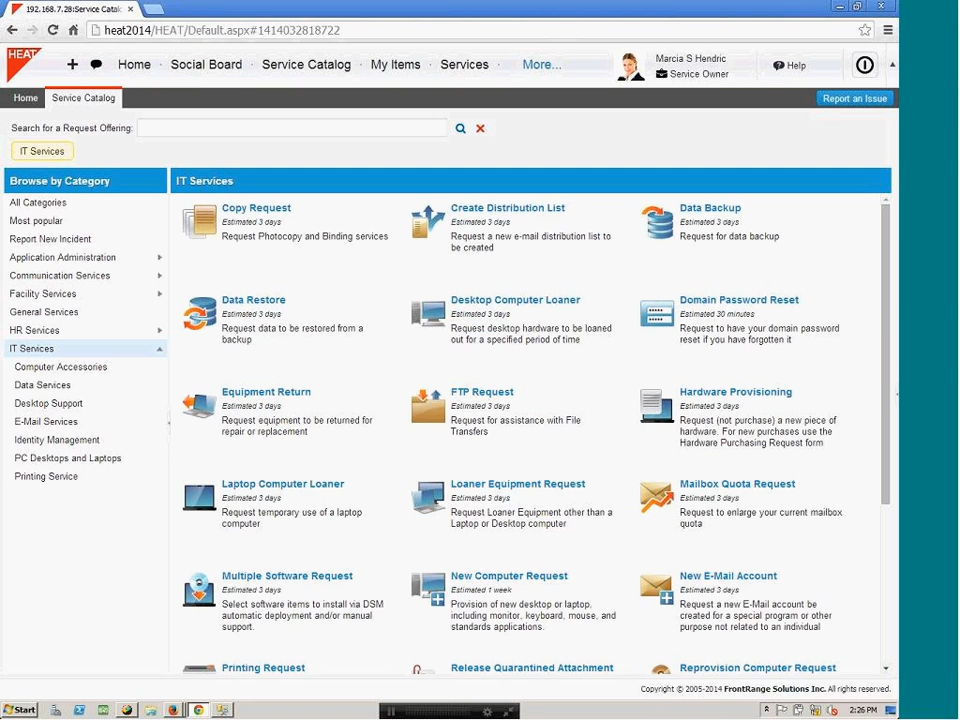 192.168.7.28:Service Catalo
heat2014/HEAT/Default.aspx#1414032818722
HEAT
Home · Social Board · Service Catalog · My Items · Services · More...
Marcia S Hendric
Service Owner
Help
Home
Service Catalog
Report an Issue
Search for a Request Offering:
IT Services
Browse by Category
All Categories
Most popular
Report New Incident
Application Administration
Communication Services
Facility Services
General Services
HR Services
IT Services
Computer Accessories
Data Services
Desktop Support
E-Mail Services
Identity Management
PC Desktops and Laptops
Printing Service
IT Services
Copy Request
Estimated 3 days
Request Photocopy and Binding services
Create Distribution List
Estimated 3 days
Request a new e-mail distribution list to
be created
Data Backup
Estimated 3 days
Request for data backup
Data Restore
Estimated 3 days
Request data to be restored from a
backup
Desktop Computer Loaner
Estimated 3 days
Request desktop hardware to be loaned
out for a specified period of time
Domain Password Reset
Estimated 30 minutes
Request to have your domain password
reset if you have forgotten it
Equipment Return
Estimated 3 days
Request equipment to be returned for
repair or replacement
FTP Request
Estimated 3 days
Request for assistance with File
Transfers
Hardware Provisioning
Estimated 3 days
Request (not purchase) a new piece of
hardware. For new purchases use the
Hardware Purchasing Request form
Laptop Computer Loaner
Estimated 3 days
Request temporary use of a laptop
computer
Loaner Equipment Request
Estimated 3 days
Request Loaner Equipment other than a
Laptop or Desktop computer
Mailbox Quota Request
Estimated 3 days
Request to enlarge your current mailbox
quota
Multiple Software Request
Estimated 3 days
Select software items to install via DSM
automatic deployment and/or manual
support.
New Computer Request
Estimated 1 week
Provision of new desktop or laptop,
including monitor, keyboard, mouse, and
standards applications.
New E-Mail Account
Estimated 3 days
Request a new E-Mail account be
created for a special program or other
purpose not related to an individual
Printing Request
Release Quarantined Attachment
Reprovision Computer Request
Copyright © 2005-2014 FrontRange Solutions Inc. All rights reserved.
Start
2:26 PM